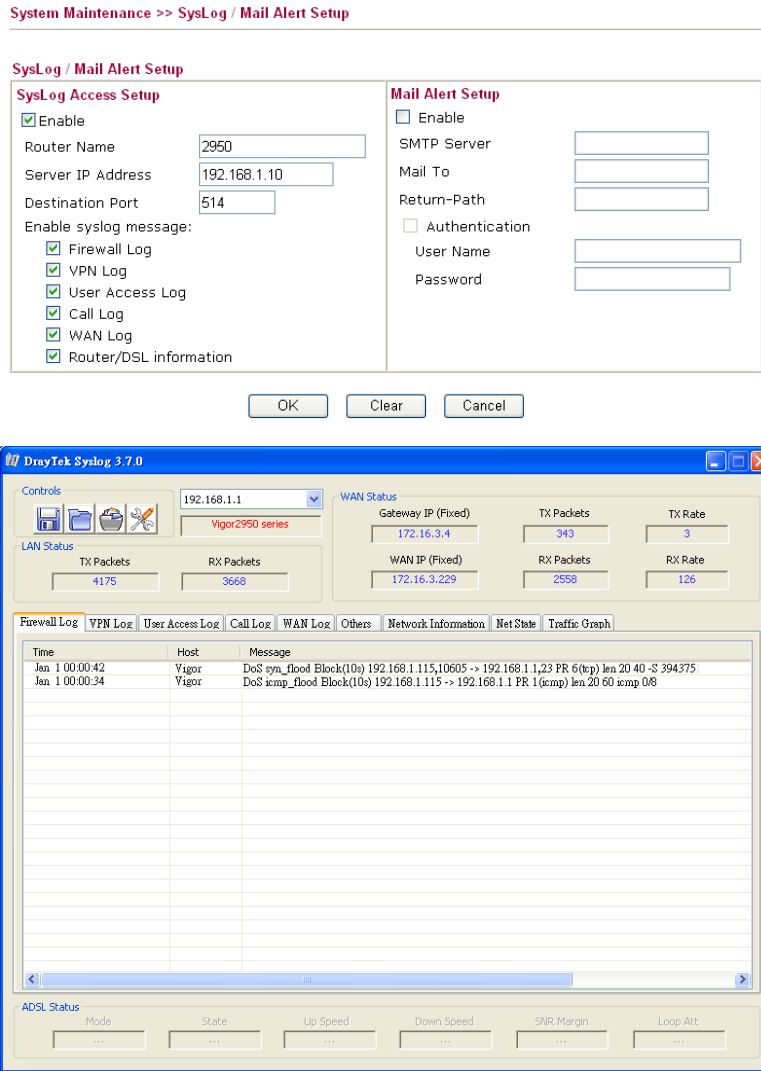 System Maintenance >> SysLog / Mail Alert Setup
SysLog / Mail Alert Setup
SysLog Access Setup
Enable
Router Name 2950
Server IP Address 192.168.1.10
Destination Port 514
Enable syslog message:
Firewall Log
VPN Log
User Access Log
Call Log
WAN Log
Router/DSL information
Mail Alert Setup
Enable
SMTP Server
Mail To
Return-Path
Authentication
User Name
Password
OK Clear Cancel
DrayTek Syslog 3.7.0
Controls
192.168.1.1
Vigor2950 series
LAN Status
TX Packets RX Packets
4175 3668
WAN Status
Gateway IP (Fixed) TX Packets TX Rate
172.16.3.4 343 3
WAN IP (Fixed) RX Packets RX Rate
172.16.3.229 2558 126
Firewall Log VPN Log User Access Log Call Log WAN Log Others Network Information Net State Traffic Graph
Time Host Message
Jan 1 00:00:42 Vigor DoS syn_flood Block(10s) 192.168.1.115,10605 -> 192.168.1.1,23 PR 6(tcp) len 20 40 -S 394375
Jan 1 00:00:34 Vigor DoS icmp_flood Block(10s) 192.168.1.115 -> 192.168.1.1 PR 1(icmp) len 20 60 icmp 0/8
ADSL Status
Mode State Up Speed Down Speed SNR Margin Loop Att
... ... ... ... ... ...